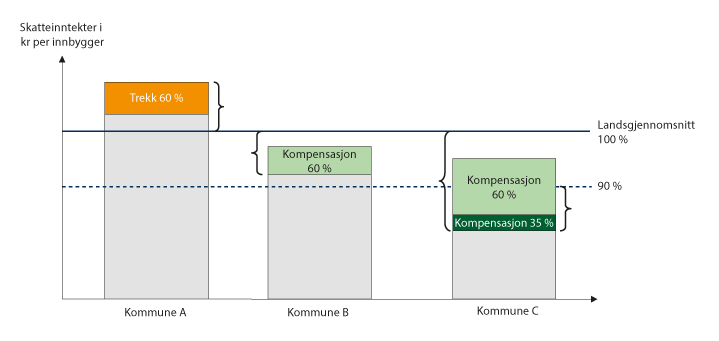 Skatteinntekter i
kr per innbygger
Trekk 60 %
Landsgjennomsnitt
100 %
Kompensasjon
60 %
Kompensasjon
60 %
90 %
Kompensasjon 35 %
Kommune A
Kommune B
Kommune C